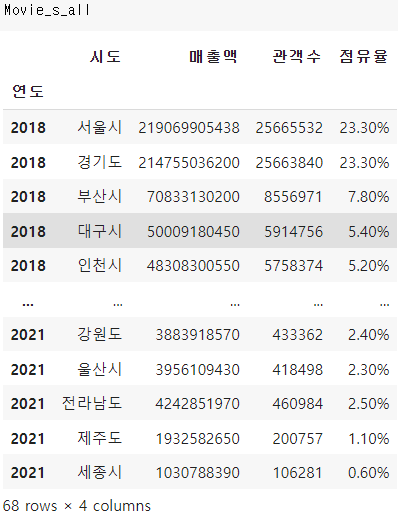 Movie_s_all
시도 매출액 관객수 점유율
연도
2018 서울시 219069905438 25665532 23.30%
2018 경기도 214755036200 25663840 23.30%
2018 부산시 70833130200 8556971 7.80%
2018 대구시 50009180450 5914756 5.40%
2018 인천시 48308300550 5758374 5.20%
... ... ... ... ...
2021 강원도 3883918570 433362 2.40%
2021 울산시 3956109430 418498 2.30%
2021 전라남도 4242851970 460984 2.50%
2021 제주도 1932582650 200757 1.10%
2021 세종시 1030788390 106281 0.60%
68 rows × 4 columns